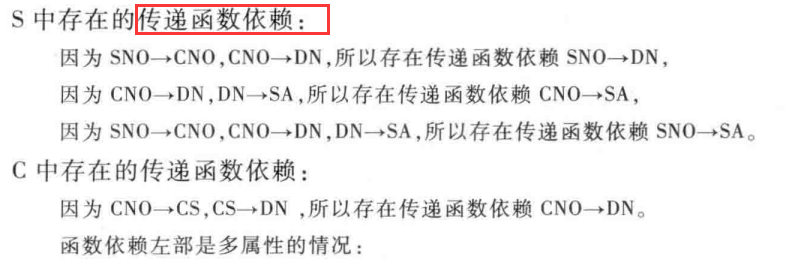 S 中存在的传递函数依赖：
因为 SNO→CNO,CNO→DN,所以存在传递函数依赖 SNO→DN，
因为 CNO→DN,DN→SA,所以存在传递函数依赖 CNO→SA，
因为 SNO→CNO,CNO→DN,DN→SA,所以存在传递函数依赖 SNO→SA。
C 中存在的传递函数依赖：
因为 CNO→CS,CS→DN ,所以存在传递函数依赖 CNO→DN。
函数依赖左部是多属性的情况：